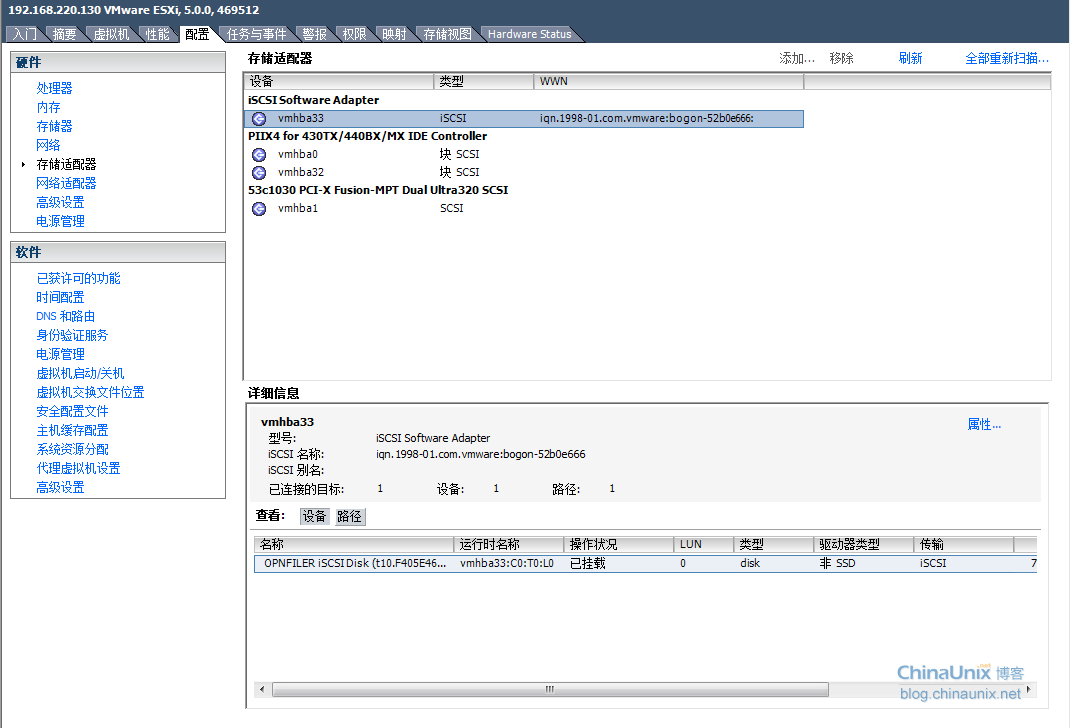 192.168.220.130 VMware ESXi, 5.0.0, 469512
入门 摘要 虚拟机 性能 配置 任务与事件 警报 权限 映射 存储视图 Hardware Status
硬件
处理器
内存
存储器
网络
存储适配器
网络适配器
高级设置
电源管理
软件
已获许可的功能
时间配置
DNS 和路由
身份验证服务
电源管理
虚拟机启动/关机
虚拟机交换文件位置
安全配置文件
主机缓存配置
系统资源分配
代理虚拟机设置
高级设置
存储适配器 添加... 移除 刷新 全部重新扫描...
设备 类型 WWN
iSCSI Software Adapter
vmhba33 iSCSI iqn.1998-01.com.vmware:bogon-52b0e666:
PIIX4 for 430TX/440BX/MX IDE Controller
vmhba0 块 SCSI
vmhba32 块 SCSI
53c1030 PCI-X Fusion-MPT Dual Ultra320 SCSI
vmhba1 SCSI
详细信息
vmhba33 属性...
型号: iSCSI Software Adapter
iSCSI 名称: iqn.1998-01.com.vmware:bogon-52b0e666
iSCSI 别名:
已连接的目标: 1 设备: 1 路径: 1
查看: 设备 路径
名称 运行时名称 操作状况 LUN 类型 驱动器类型 传输
OPNFILER iSCSI Disk (t10.F405E46... vmhba33:C0:T0:L0 已挂载 0 disk 非 SSD iSCSI 7
ChinaUnix.net 博客
blog.chinaunix.net